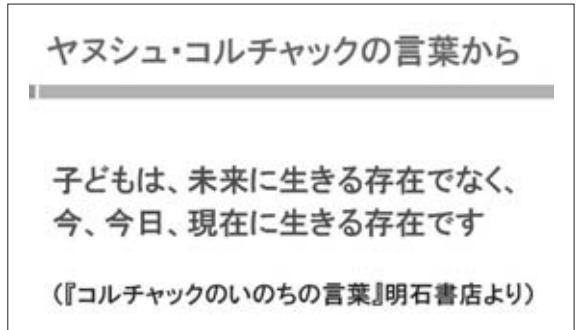 ヤヌシュ・コルチャックの言葉から
子どもは、未来に生きる存在でなく、
今、今日、現在に生きる存在です
(『コルチャックのいのちの言葉』明石書店より)